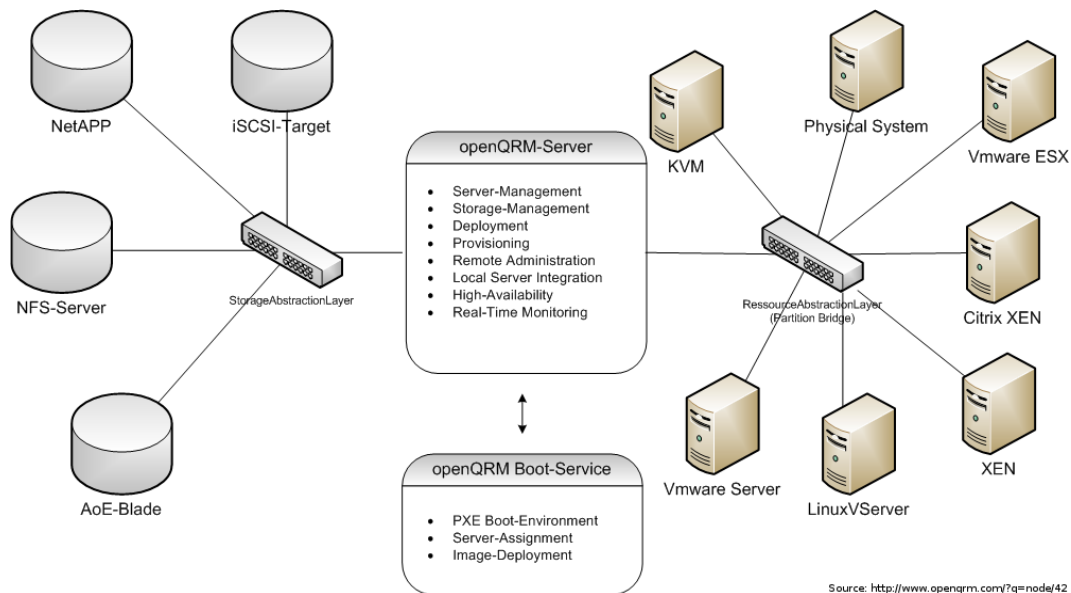 NetAPP
iSCSI-Target
NFS-Server
AoE-Blade
StorageAbstractionLayer
openQRM-Server
• Server-Management
• Storage-Management
• Deployment
• Provisioning
• Remote Administration
• Local Server Integration
• High-Availability
• Real-Time Monitoring
openQRM Boot-Service
• PXE Boot-Environment
• Server-Assignment
• Image-Deployment
KVM
Physical System
Vmware ESX
RessourceAbstractionLayer
(Partition Bridge)
Citrix XEN
XEN
Vmware Server
LinuxVServer
Source: http://www.openqrm.com/?q=node/42